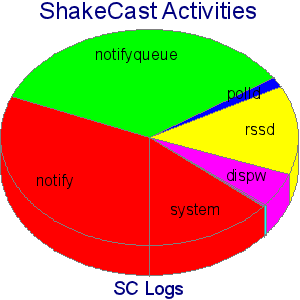 ShakeCast Activities
notifyqueue
polld
rssd
dispw
notify
system
SC Logs